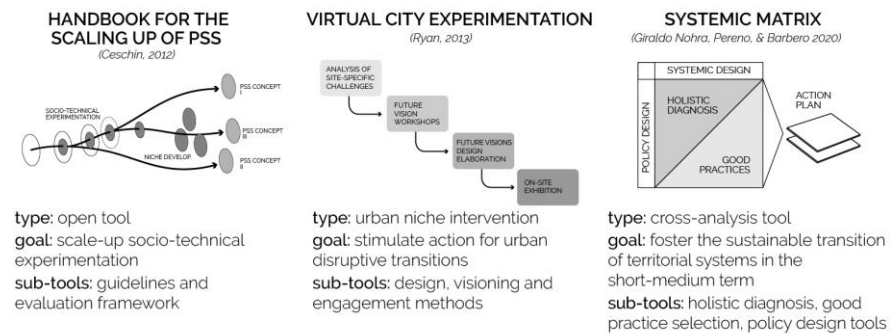 HANDBOOK FOR THE
SCALING UP OF PSS
(Ceschin, 2012)
SOCIO-TECHNICAL
EXPERIMENTATION
NICHE DEVELOP.
PSS CONCEPT
I
PSS CONCEPT
III
PSS CONCEPT
II
type: open tool
goal: scale-up socio-technical
experimentation
sub-tools: guidelines and
evaluation framework
VIRTUAL CITY EXPERIMENTATION
(Ryan, 2013)
ANALYSIS OF
SITE-SPECIFIC
CHALLENGES
FUTURE
VISION
WORKSHOPS
FUTURE VISIONS
DESIGN
ELABORATION
ON-SITE
EXHIBITION
type: urban niche intervention
goal: stimulate action for urban
disruptive transitions
sub-tools: design, visioning and
engagement methods
SYSTEMIC MATRIX
(Giraldo Nohra, Pereno, & Barbero 2020)
SYSTEMIC DESIGN
POLICY DESIGN
HOLISTIC
DIAGNOSIS
GOOD
PRACTICES
ACTION
PLAN
type: cross-analysis tool
goal: foster the sustainable transition
of territorial systems in the
short-medium term
sub-tools: holistic diagnosis, good
practice selection, policy design tools